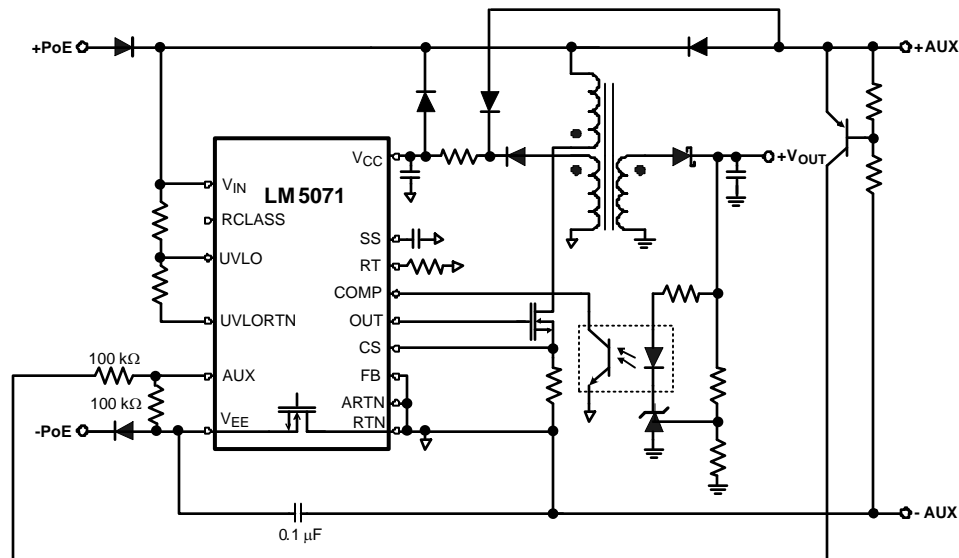 +PoE
+AUX
VCC
+VOUT
LM5071
VIN
RCLASS
SS
UVLO
RT
COMP
UVLORTN
OUT
CS
100 kΩ
AUX
FB
100 kΩ
ARTN
VEE
RTN
-PoE
- AUX
0.1 μF